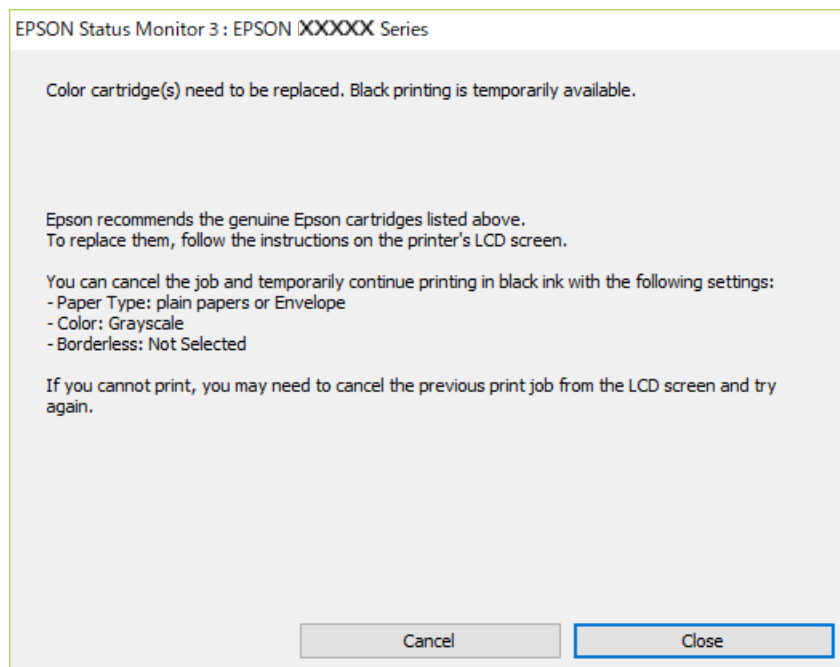 EPSON Status Monitor 3 : EPSON XXXXX Series
Color cartridge(s) need to be replaced. Black printing is temporarily available.
Epson recommends the genuine Epson cartridges listed above.
To replace them, follow the instructions on the printer's LCD screen.
You can cancel the job and temporarily continue printing in black ink with the following settings:
- Paper Type: plain papers or Envelope
- Color: Grayscale
- Borderless: Not Selected
If you cannot print, you may need to cancel the previous print job from the LCD screen and try
again.
Cancel
Close